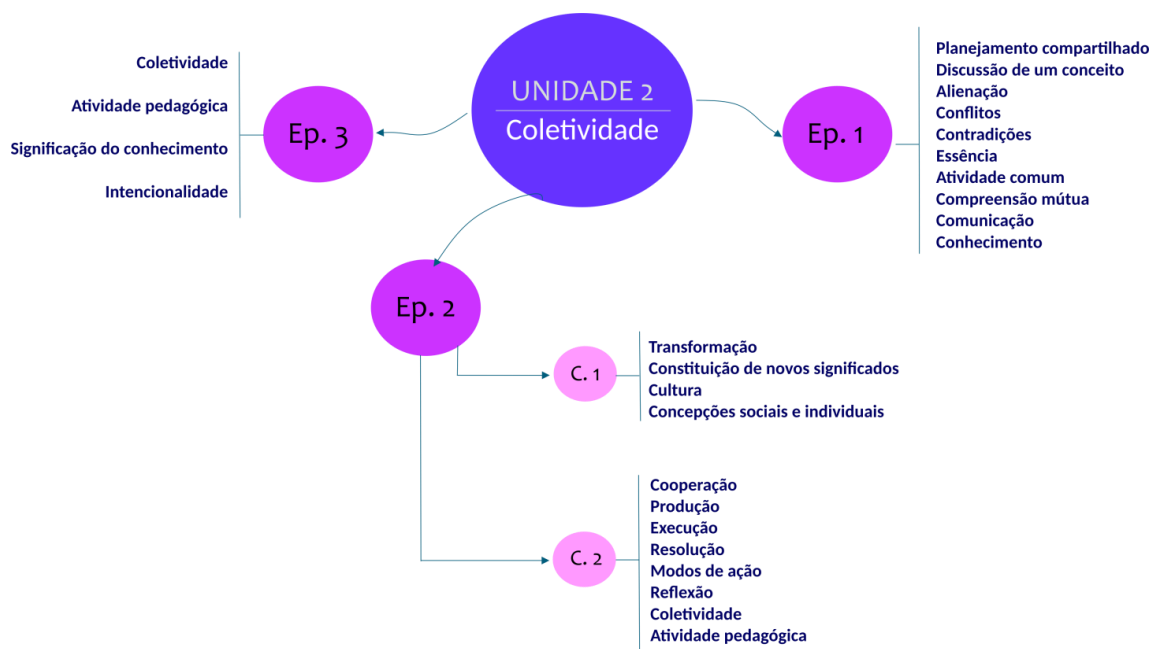 UNIDADE 2
Coletividade
Ep. 1
Planejamento compartilhado
Discussão de um conceito
Alienação
Conflitos
Contradições
Essência
Atividade comum
Compreensão mútua
Comunicação
Conhecimento
Ep. 3
Coletividade
Atividade pedagógica
Significação do conhecimento
Intencionalidade
Ep. 2
C. 1
Transformação
Constituição de novos significados
Cultura
Concepções sociais e individuais
C. 2
Cooperação
Produção
Execução
Resolução
Modos de ação
Reflexão
Coletividade
Atividade pedagógica